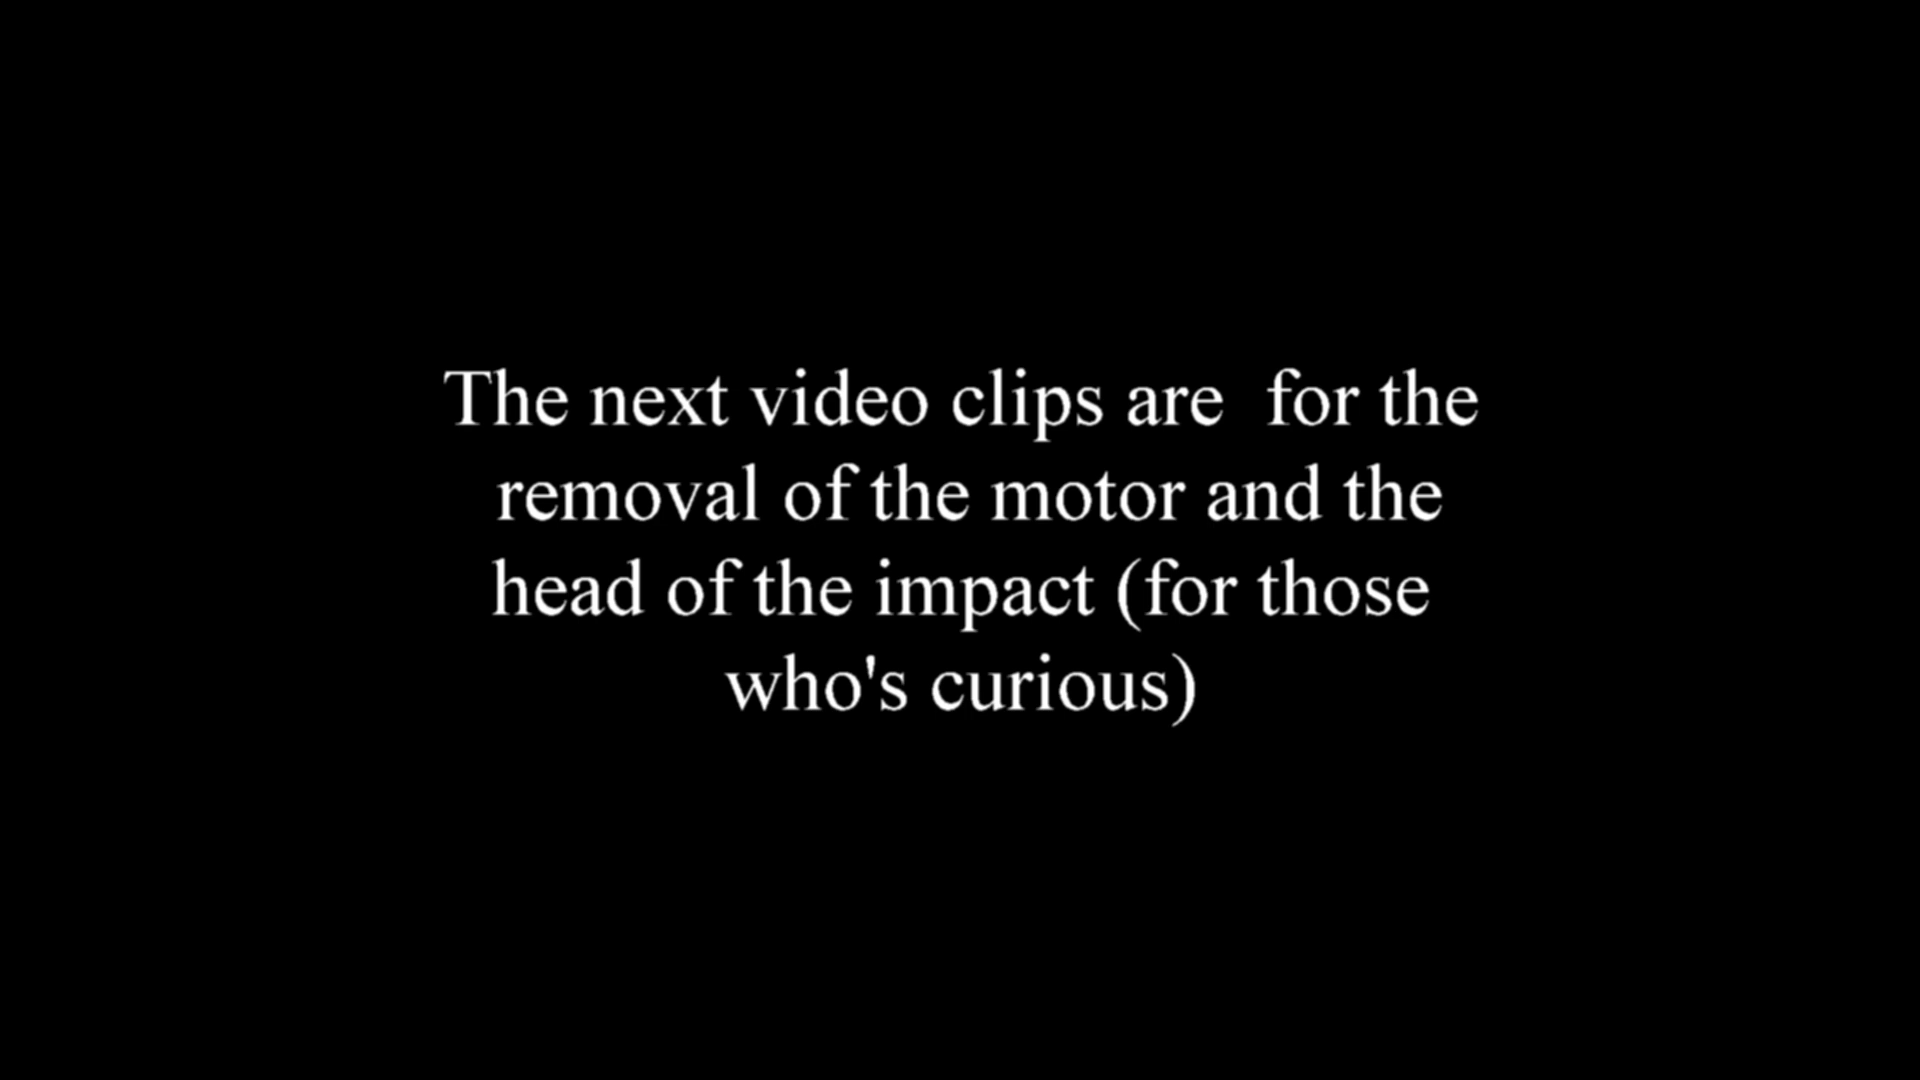 The next video clips are  for the
removal of the motor and the
head of the impact (for those
who's curious)